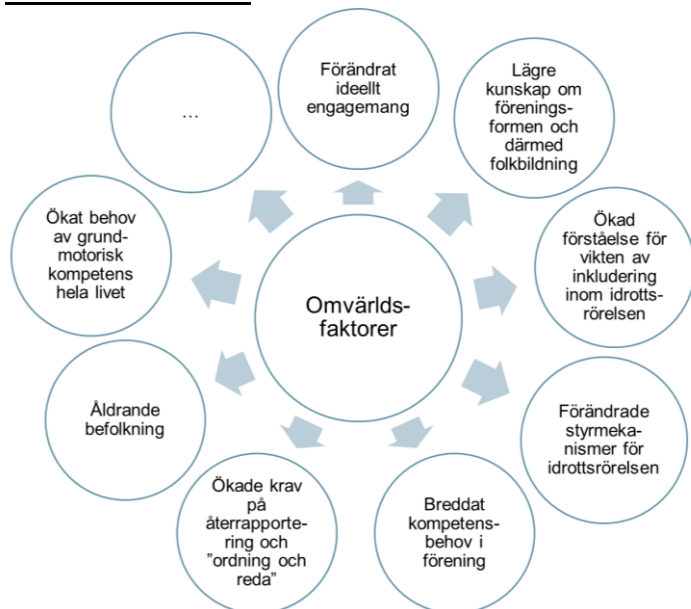 Förändrat
ideellt
engagemang
Lägre
kunskap om
förenings-
formen och
därmed
folkbildning
Ökad
förståelse för
vikten av
inkludering
inom idrotts-
rörelsen
Förändrade
styrmeka-
nismer för
idrottsrörelsen
Breddat
kompetens-
behov i
förening
Ökade krav
på
återrapporte-
ring och
”ordning och
reda”
Åldrande
befolkning
Ökat behov
av grund-
motorisk
kompetens
hela livet
...
Omvärlds-
faktorer